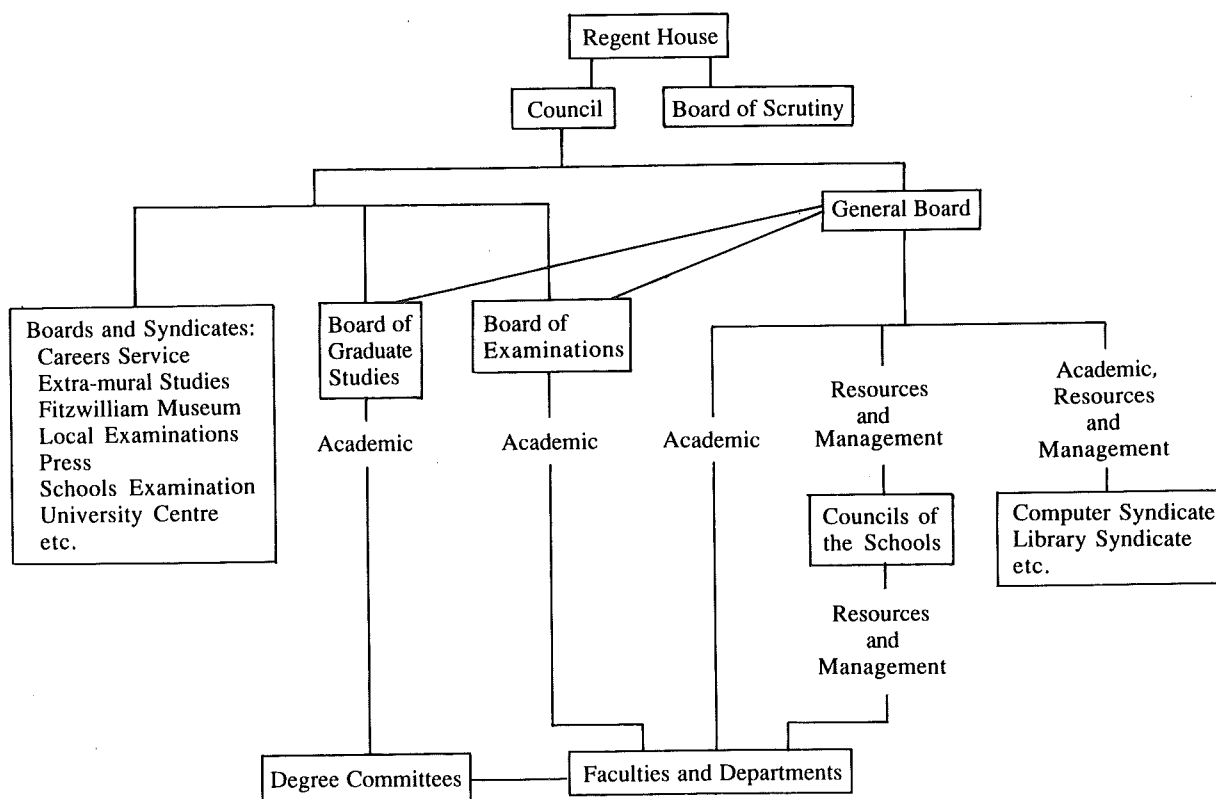 Regent House
Council
Board of Scrutiny
General Board
Boards and Syndicates:
Careers Service
Extra-mural Studies
Fitzwilliam Museum
Local Examinations
Press
Schools Examination
University Centre
etc.
Board of
Graduate
Studies
Board of
Examinations
Academic
Academic
Academic
Resources
and
Management
Academic,
Resources
and
Management
Councils of
the Schools
Computer Syndicate
Library Syndicate
etc.
Resources
and
Management
Degree Committees
Faculties and Departments